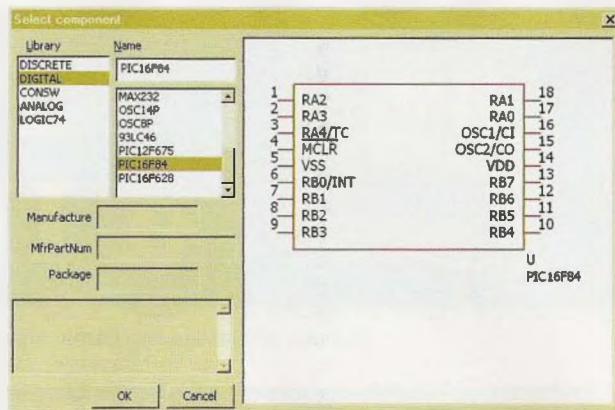 Select component
Library
DISCRETE
DIGITAL
CONSW
ANALOG
LOGIC74
Name
PIC16F84
MAX232
OSC14P
OSC8P
93LC46
PIC12F675
PIC16F84
PIC16F628
Manufacture
MfrPartNum
Package
OK Cancel
1 RA2 RA1 18
2 RA3 RA0 17
3 RA4/TC OSC1/CI 16
4 MCLR OSC2/CO 15
5 VSS VDD 14
6 RB0/INT RB7 13
7 RB1 RB6 12
8 RB2 RB5 11
9 RB3 RB4 10
U
PIC16F84